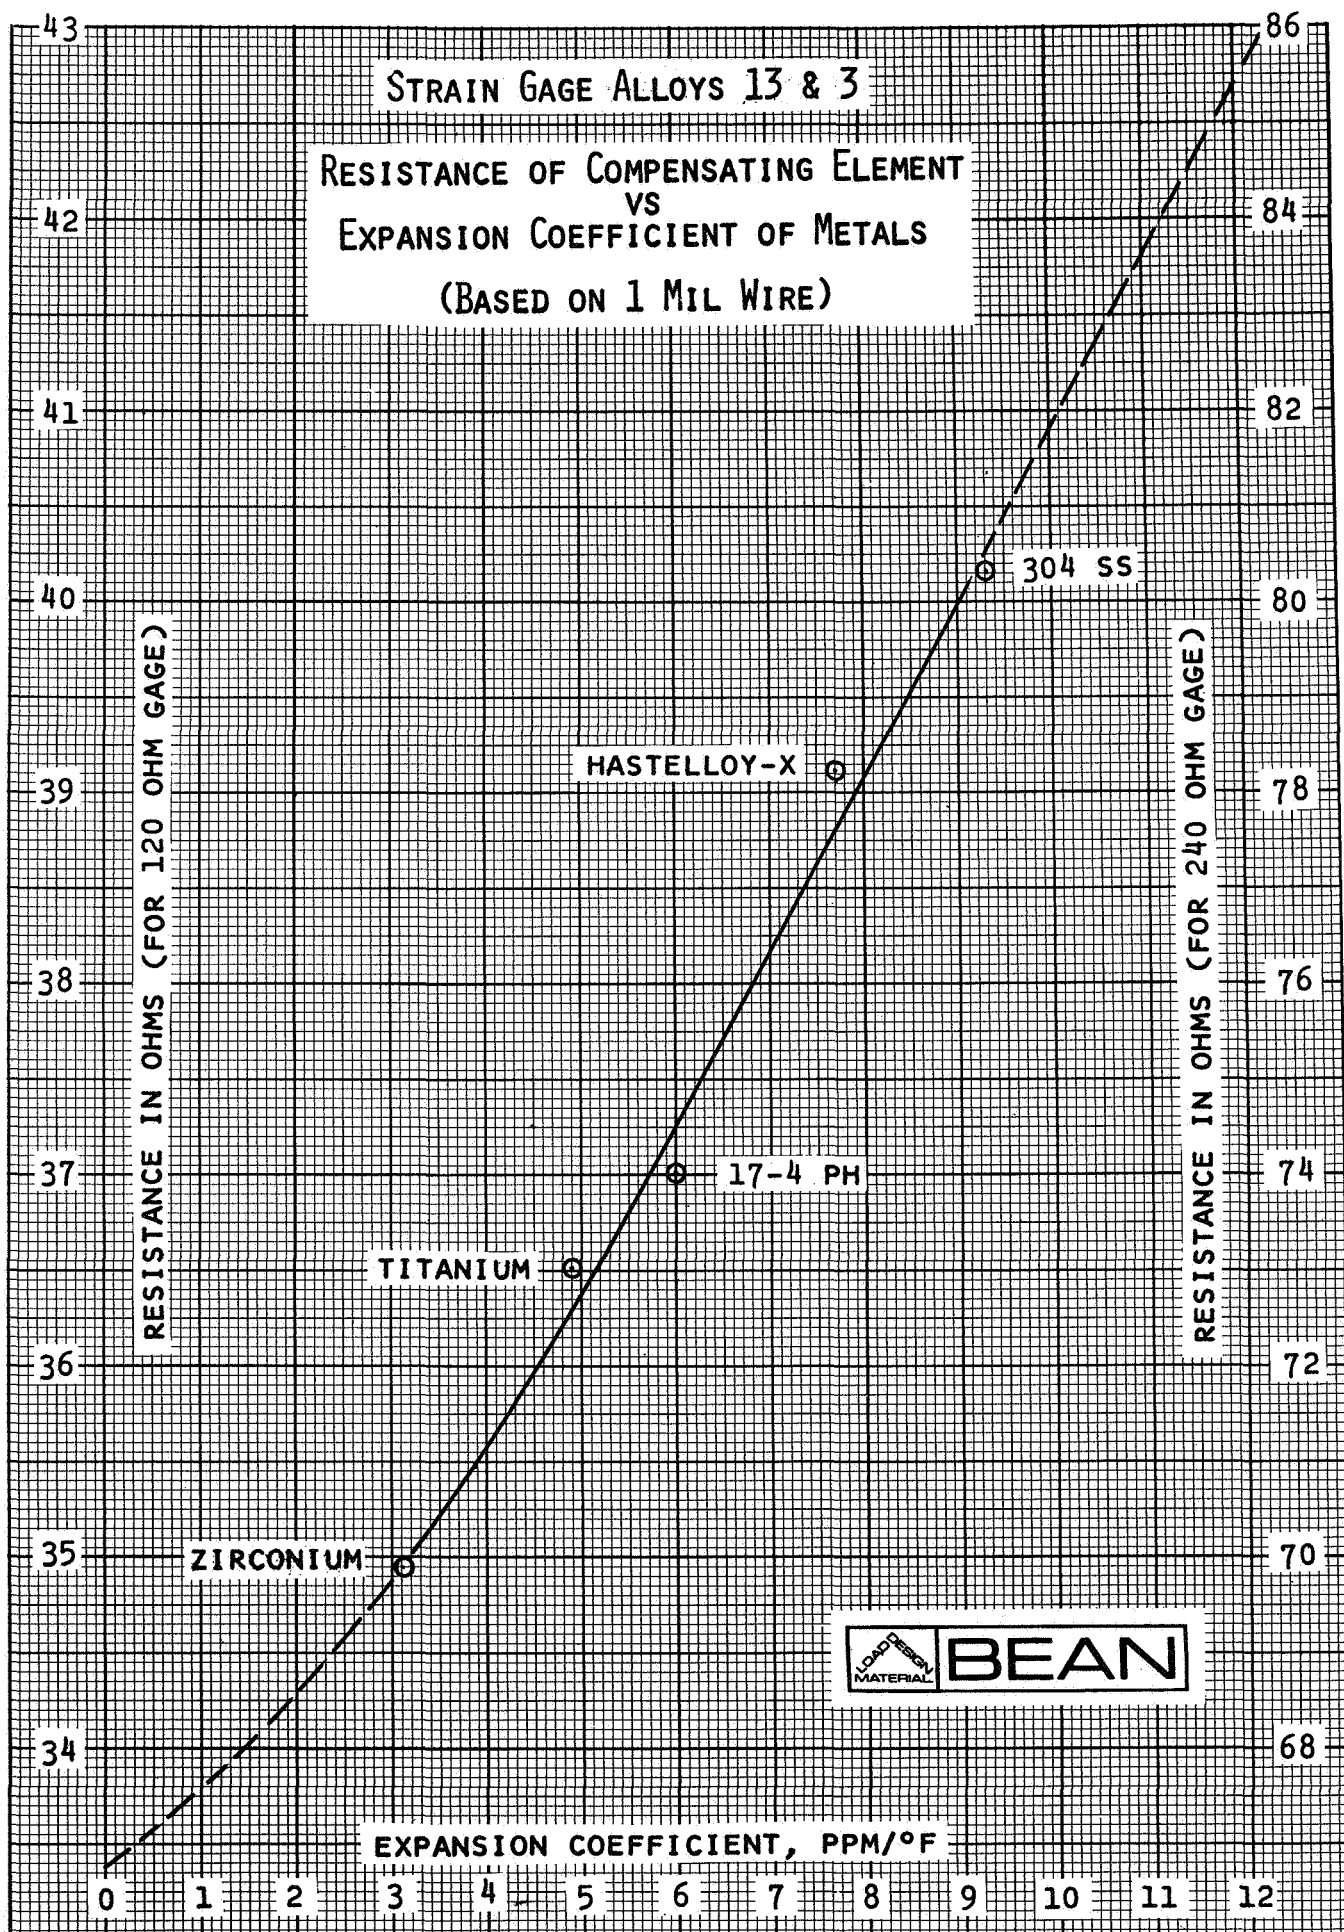 STRAIN GAGE ALLOYS 13 & 3
RESISTANCE OF COMPENSATING ELEMENT
VS
EXPANSION COEFFICIENT OF METALS
(BASED ON 1 MIL WIRE)
43
42
41
40
39
38
37
36
35
34
RESISTANCE IN OHMS (FOR 120 OHM GAGE)
86
84
82
80
78
76
74
72
70
68
RESISTANCE IN OHMS (FOR 240 OHM GAGE)
304 SS
HASTELLOY-X
17-4 PH
TITANIUM
ZIRCONIUM
LOAD DESIGN
MATERIAL
BEAN
EXPANSION COEFFICIENT, PPM/°F
0 1 2 3 4 5 6 7 8 9 10 11 12